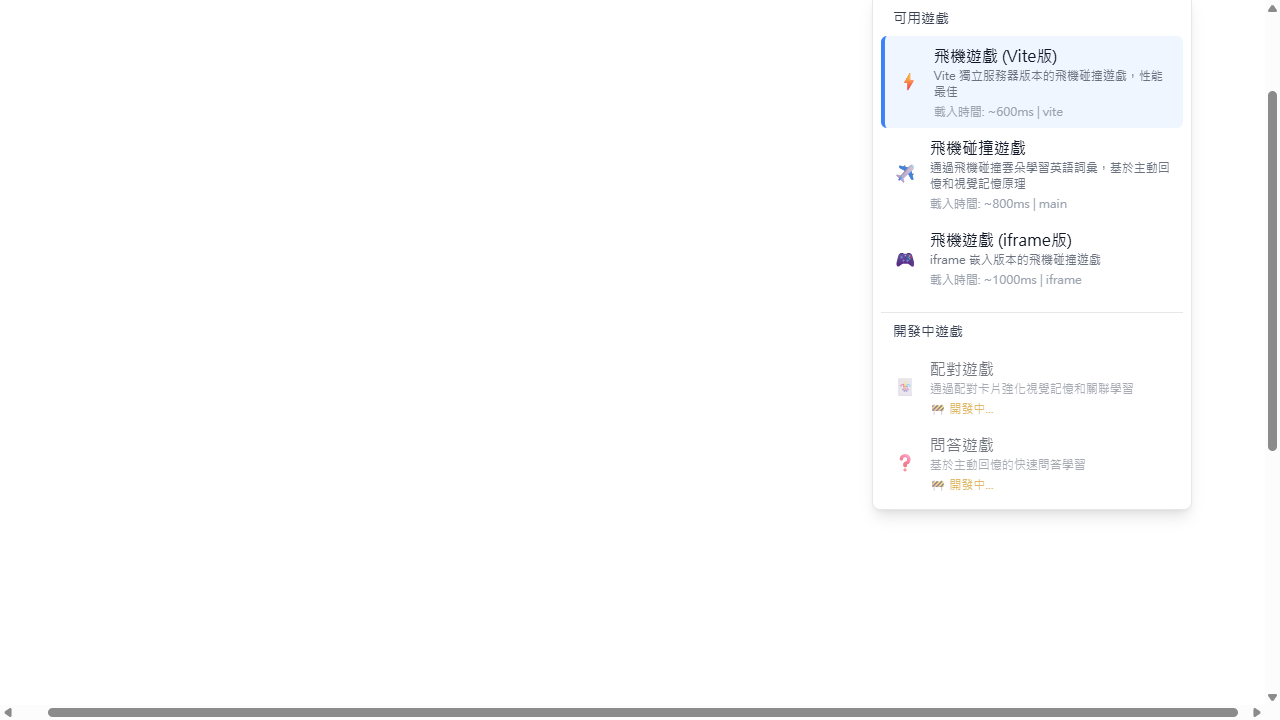 可用遊戲
飛機遊戲 (Vite版)
Vite 獨立服務器版本的飛機碰撞遊戲，性能
最佳
載入時間: ~600ms | vite
飛機碰撞遊戲
通過飛機碰撞雲朵學習英語詞彙，基於主動回
憶和視覺記憶原理
載入時間: ~800ms | main
飛機遊戲 (iframe版)
iframe 嵌入版本的飛機碰撞遊戲
載入時間: ~1000ms | iframe
開發中遊戲
配對遊戲
通過配對卡片強化視覺記憶和關聯學習
🚧 開發中...
問答遊戲
基於主動回憶的快速問答學習
🚧 開發中...